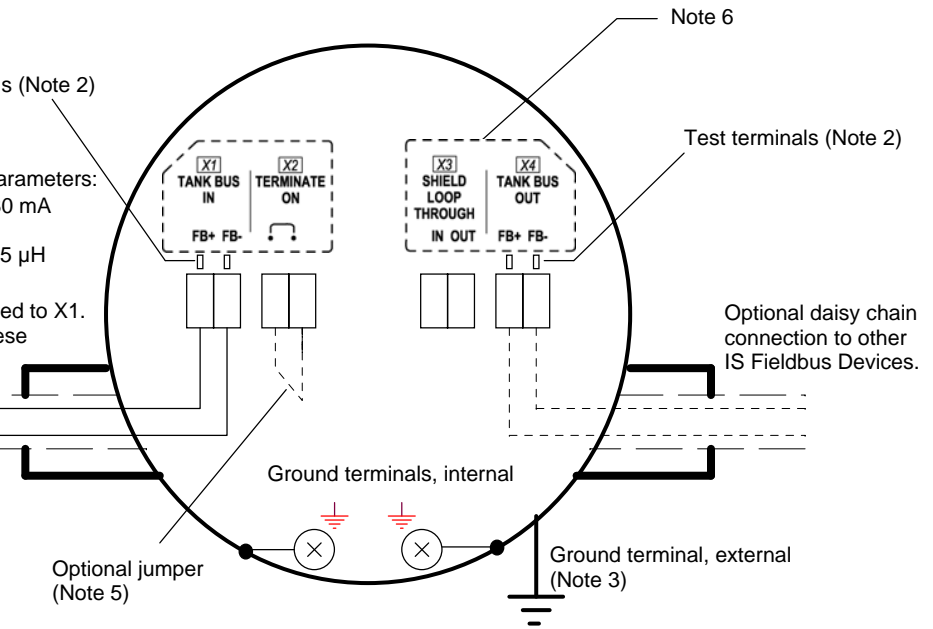 Note 6
s (Note 2)
Test terminals (Note 2)
arameters:
0 mA
5 µH
ed to X1.
ese
X1
TANK BUS
IN
FB+ FB-
X2
TERMINATE
ON
X3
SHIELD
LOOP
THROUGH
IN OUT
X4
TANK BUS
OUT
FB+ FB-
Optional daisy chain
connection to other
IS Fieldbus Devices.
Ground terminals, internal
Optional jumper
(Note 5)
Ground terminal, external
(Note 3)